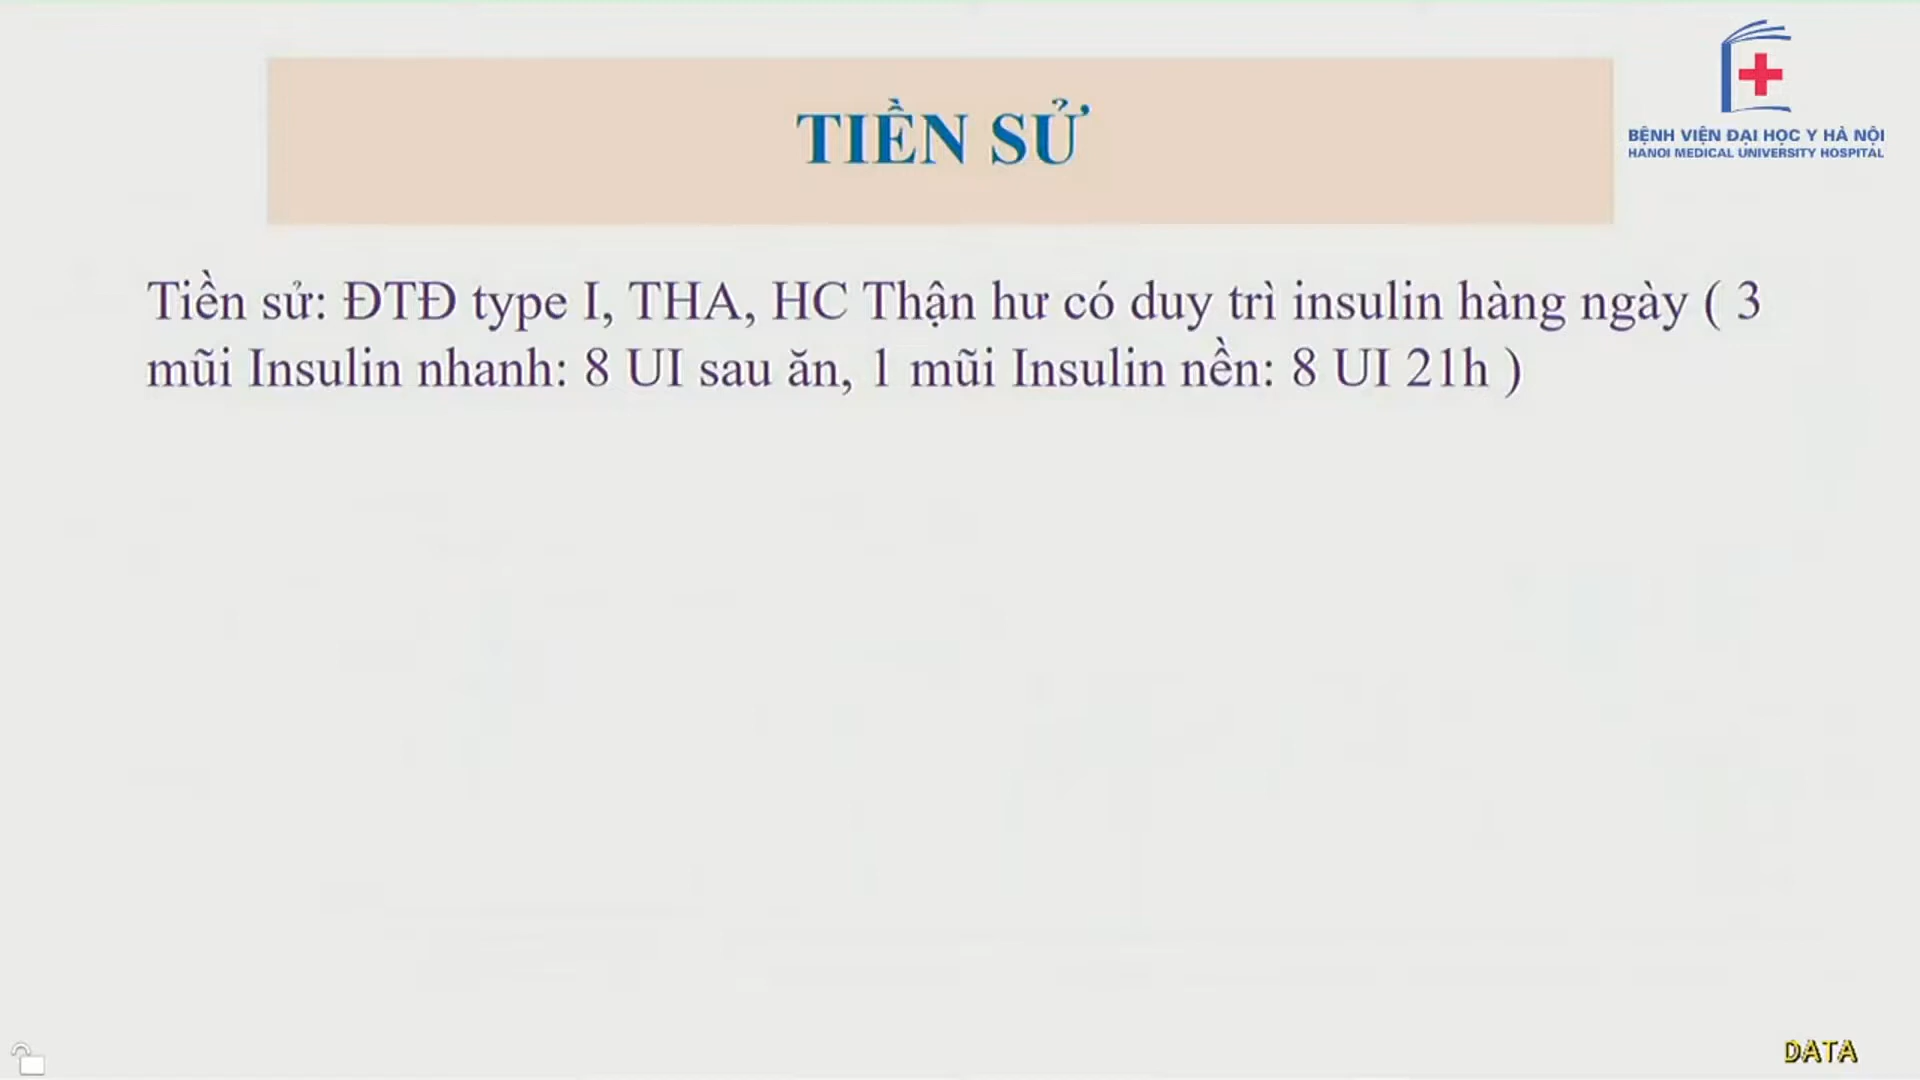 TIỀN SỬ
BỆNH VIỆN ĐẠI HỌC Y HÀ NỘI
HANOI MEDICAL UNIVERSITY HOSPITAL
Tiền sử: ĐTĐ type I, THA, HC Thận hư có duy trì insulin hàng ngày ( 3
mũi Insulin nhanh: 8 UI sau ăn, 1 mũi Insulin nền: 8 UI 21h )
DATA